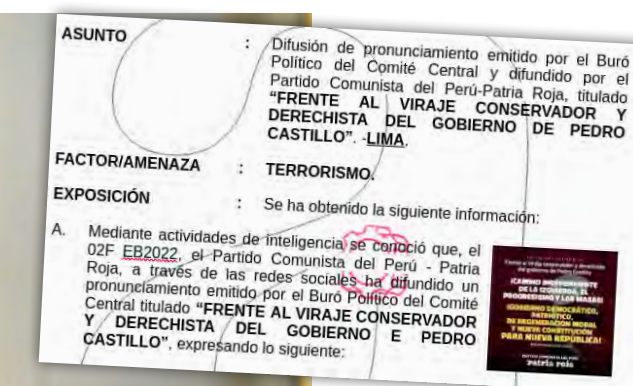 ASUNTO : Difusión de pronunciamiento emitido por el Buró
Político del Comité Central y difundido por el
Partido Comunista del Perú-Patria Roja, titulado
“FRENTE AL VIRAJE CONSERVADOR Y
DERECHISTA DEL GOBIERNO DE PEDRO
CASTILLO”. -LIMA.
FACTOR/AMENAZA : TERRORISMO.
EXPOSICIÓN : Se ha obtenido la siguiente información:
A. Mediante actividades de inteligencia se conoció que, el
02F EB2022, el Partido Comunista del Perú - Patria
Roja, a través de las redes sociales ha difundido un
pronunciamiento emitido por el Buró Político del Comité
Central titulado “FRENTE AL VIRAJE CONSERVADOR
Y DERECHISTA DEL GOBIERNO E PEDRO
CASTILLO”, expresando lo siguiente:
¡CAMINO INDEPENDIENTE
DE LA IZQUIERDA, EL
PROGRESISMO Y LAS MASAS!
¡GOBIERNO DEMOCRÁTICO,
PATRIÓTICO,
DE REGENERACIÓN MORAL
Y NUEVA CONSTITUCIÓN
PARA NUEVA REPÚBLICA!
Patria roja